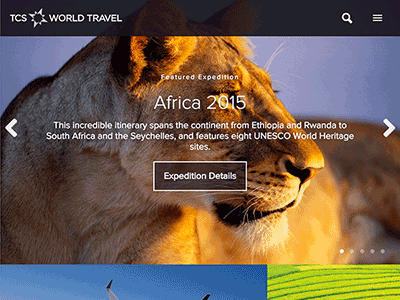 TCS WORLD TRAVEL
Featured Expedition
Africa 2015
This incredible itinerary spans the continent from Ethiopia and Rwanda to
South Africa and the Seychelles, and features eight UNESCO World Heritage
sites.
Expedition Details